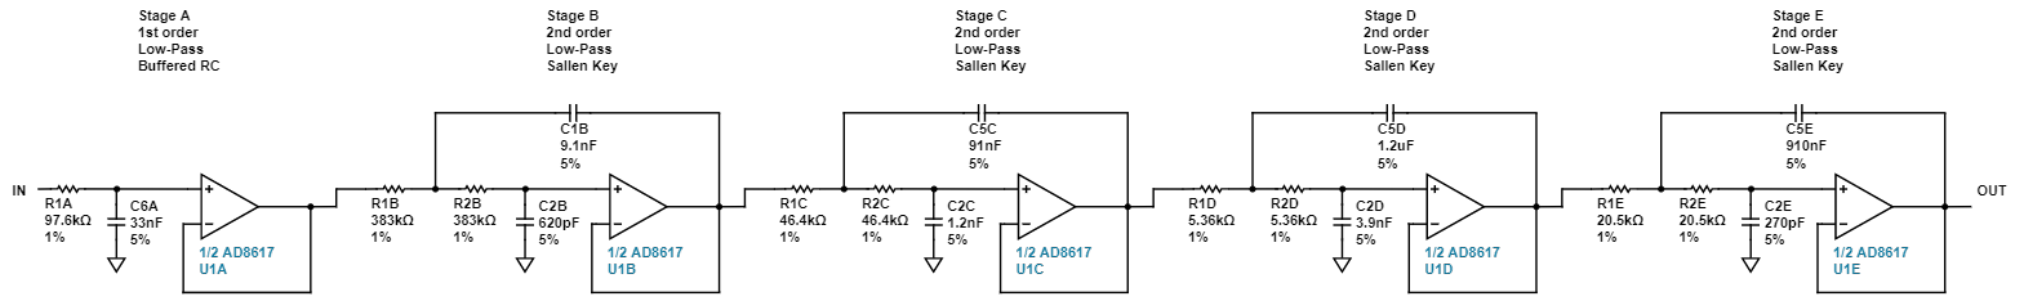 Stage A
1st order
Low-Pass
Buffered RC
Stage B
2nd order
Low-Pass
Sallen Key
Stage C
2nd order
Low-Pass
Sallen Key
Stage D
2nd order
Low-Pass
Sallen Key
Stage E
2nd order
Low-Pass
Sallen Key
IN
R1A
97.6kΩ
1%
C6A
33nF
5%
+
−
1/2 AD8617
U1A
R1B
383kΩ
1%
R2B
383kΩ
1%
C1B
9.1nF
5%
C2B
620pF
5%
+
−
1/2 AD8617
U1B
R1C
46.4kΩ
1%
R2C
46.4kΩ
1%
C5C
91nF
5%
C2C
1.2nF
5%
+
−
1/2 AD8617
U1C
R1D
5.36kΩ
1%
R2D
5.36kΩ
1%
C5D
1.2uF
5%
C2D
3.9nF
5%
+
−
1/2 AD8617
U1D
R1E
20.5kΩ
1%
R2E
20.5kΩ
1%
C5E
910nF
5%
C2E
270pF
5%
+
−
1/2 AD8617
U1E
OUT